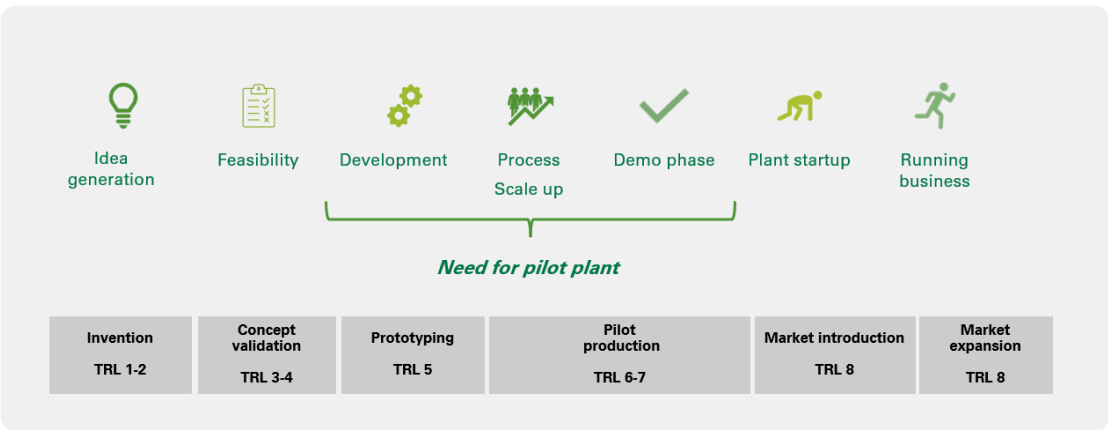 Idea
generation
Feasibility
Development
Process
Scale up
Demo phase
Plant startup
Running
business
Need for pilot plant
Invention
TRL 1-2
Concept
validation
TRL 3-4
Prototyping
TRL 5
Pilot
production
TRL 6-7
Market introduction
TRL 8
Market
expansion
TRL 8